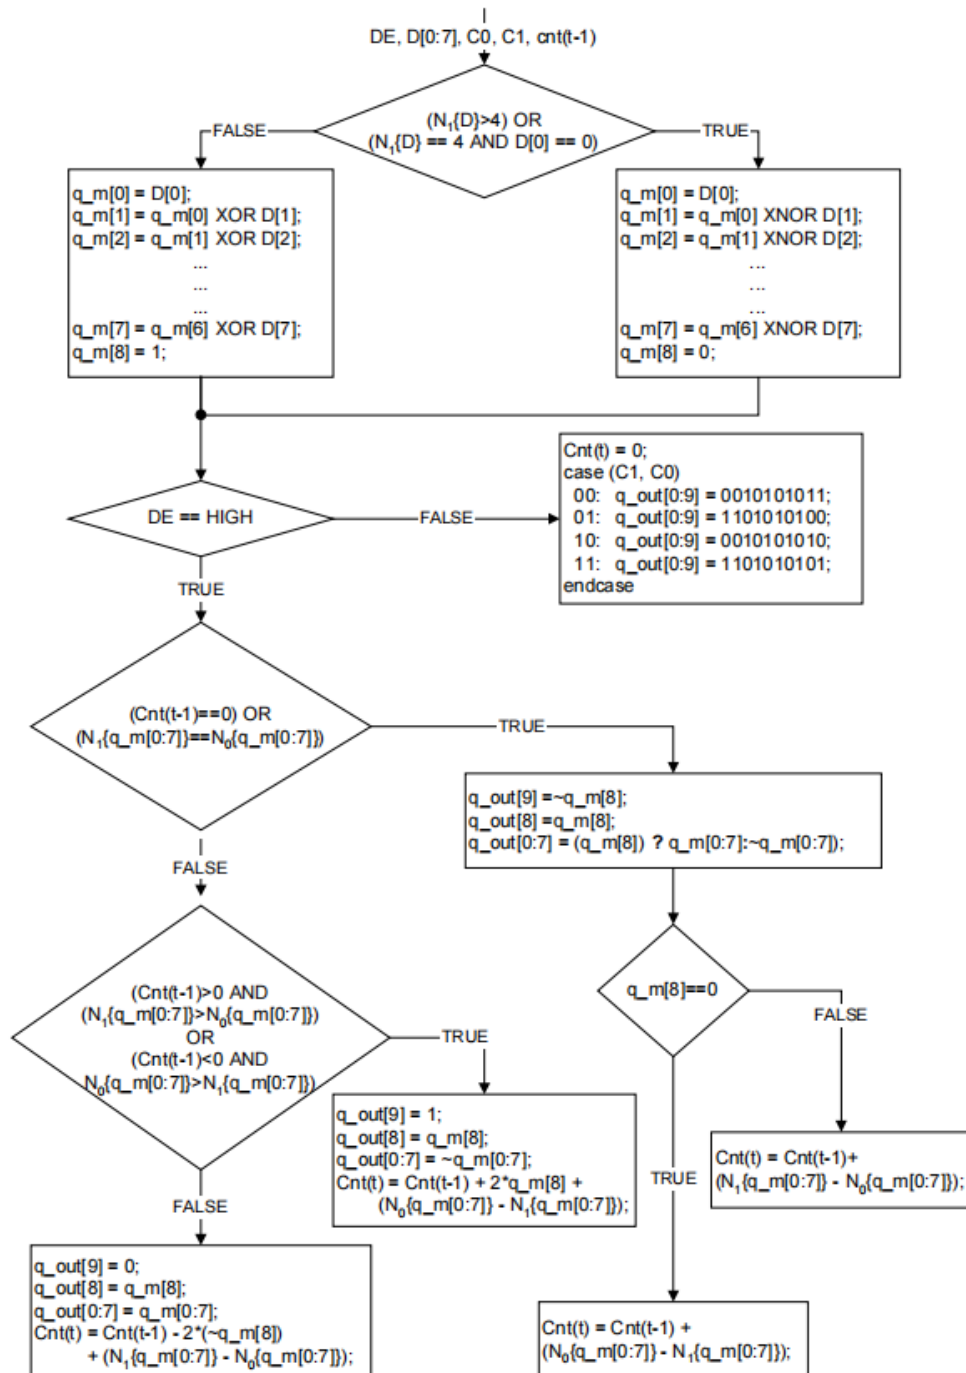 DE, D[0:7], C0, C1, cnt(t-1)
(N1{D}>4) OR
(N1{D} == 4 AND D[0] == 0)
FALSE
TRUE
q_m[0] = D[0];
q_m[1] = q_m[0] XOR D[1];
q_m[2] = q_m[1] XOR D[2];
...
...
...
q_m[7] = q_m[6] XOR D[7];
q_m[8] = 1;
q_m[0] = D[0];
q_m[1] = q_m[0] XNOR D[1];
q_m[2] = q_m[1] XNOR D[2];
...
...
...
q_m[7] = q_m[6] XNOR D[7];
q_m[8] = 0;
DE == HIGH
FALSE
Cnt(t) = 0;
case (C1, C0)
00: q_out[0:9] = 0010101011;
01: q_out[0:9] = 1101010100;
10: q_out[0:9] = 0010101010;
11: q_out[0:9] = 1101010101;
endcase
TRUE
(Cnt(t-1)==0) OR
(N1{q_m[0:7]}==N0{q_m[0:7]})
TRUE
q_out[9] =~q_m[8];
q_out[8] =q_m[8];
q_out[0:7] = (q_m[8]) ? q_m[0:7]:~q_m[0:7]);
FALSE
(Cnt(t-1)>0 AND
(N1{q_m[0:7]}>N0{q_m[0:7]})
OR
(Cnt(t-1)<0 AND
N0{q_m[0:7]}>N1{q_m[0:7]})
TRUE
q_m[8]==0
FALSE
q_out[9] = 1;
q_out[8] = q_m[8];
q_out[0:7] = ~q_m[0:7];
Cnt(t) = Cnt(t-1) + 2*q_m[8] +
(N0{q_m[0:7]} - N1{q_m[0:7]});
TRUE
Cnt(t) = Cnt(t-1)+
(N1{q_m[0:7]} - N0{q_m[0:7]});
FALSE
q_out[9] = 0;
q_out[8] = q_m[8];
q_out[0:7] = q_m[0:7];
Cnt(t) = Cnt(t-1) - 2*(~q_m[8])
+ (N1{q_m[0:7]} - N0{q_m[0:7]});
Cnt(t) = Cnt(t-1) +
(N0{q_m[0:7]} - N1{q_m[0:7]});